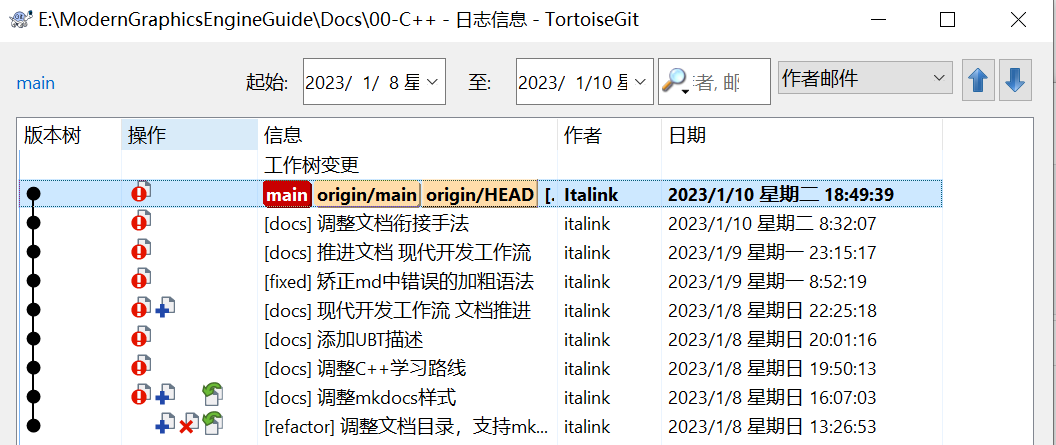 E:\ModernGraphicsEngineGuide\Docs\00-C++ - 日志信息 - TortoiseGit
main 起始: 2023/ 1/ 8 星 至: 2023/ 1/10 星 者, 邮 作者邮件
版本树 操作 信息 作者 日期
工作树变更
main origin/main origin/HEAD [. Italink 2023/1/10 星期二 18:49:39
[docs] 调整文档衔接手法 italink 2023/1/10 星期二 8:32:07
[docs] 推进文档 现代开发工作流 italink 2023/1/9 星期一 23:15:17
[fixed] 矫正md中错误的加粗语法 italink 2023/1/9 星期一 8:52:19
[docs] 现代开发工作流 文档推进 italink 2023/1/8 星期日 22:25:18
[docs] 添加UBT描述 italink 2023/1/8 星期日 20:01:16
[docs] 调整C++学习路线 italink 2023/1/8 星期日 19:50:13
[docs] 调整mkdocs样式 italink 2023/1/8 星期日 16:07:03
[refactor] 调整文档目录，支持mk... italink 2023/1/8 星期日 13:26:53